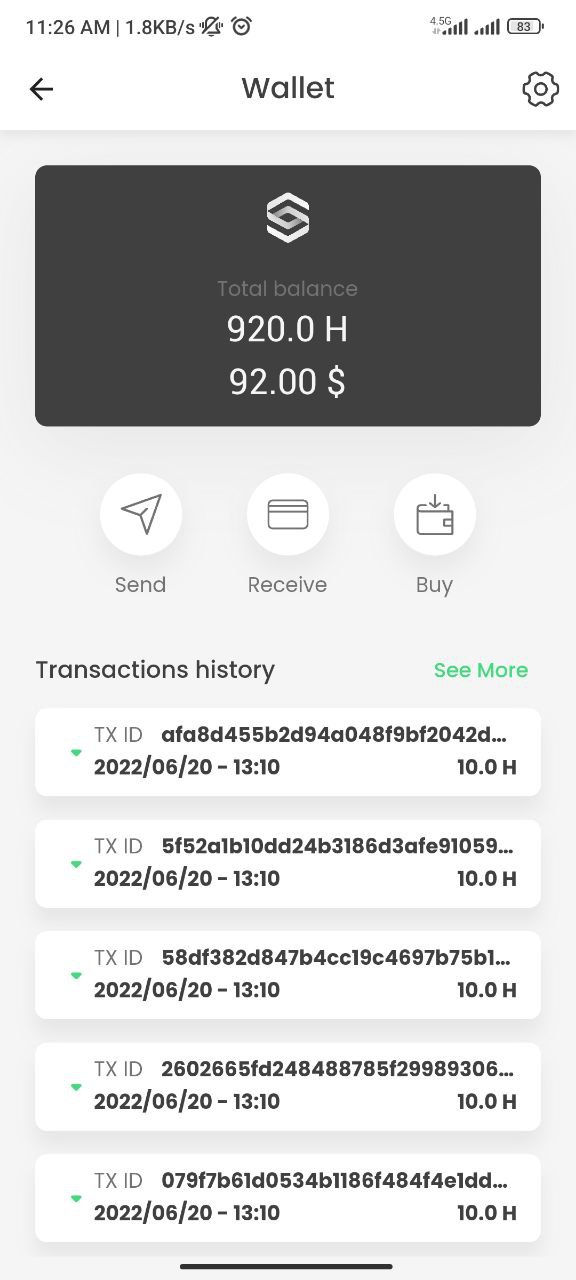 11:26 AM | 1.8KB/s 4.5G 83
Wallet
Total balance
920.0 H
92.00 $
Send Receive Buy
Transactions history See More
TX ID afa8d455b2d94a048f9bf2042d...
2022/06/20 - 13:10 10.0 H
TX ID 5f52a1b10dd24b3186d3afe91059...
2022/06/20 - 13:10 10.0 H
TX ID 58df382d847b4cc19c4697b75b1...
2022/06/20 - 13:10 10.0 H
TX ID 2602665fd248488785f29989306...
2022/06/20 - 13:10 10.0 H
TX ID 079f7b61d0534b1186f484f4e1dd...
2022/06/20 - 13:10 10.0 H